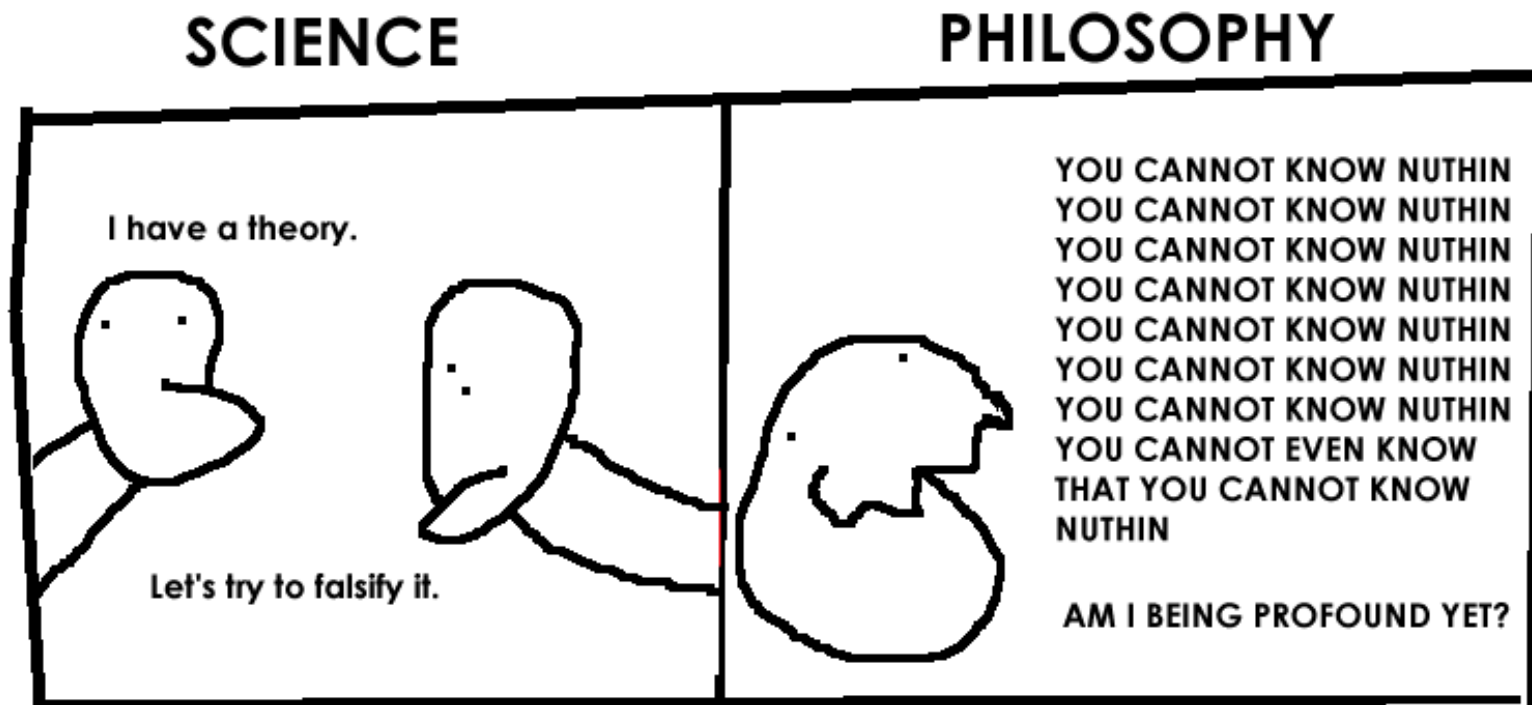 SCIENCE
PHILOSOPHY
I have a theory.
Let's try to falsify it.
YOU CANNOT KNOW NUTHIN
YOU CANNOT KNOW NUTHIN
YOU CANNOT KNOW NUTHIN
YOU CANNOT KNOW NUTHIN
YOU CANNOT KNOW NUTHIN
YOU CANNOT KNOW NUTHIN
YOU CANNOT KNOW NUTHIN
YOU CANNOT EVEN KNOW
THAT YOU CANNOT KNOW
NUTHIN
AM I BEING PROFOUND YET?